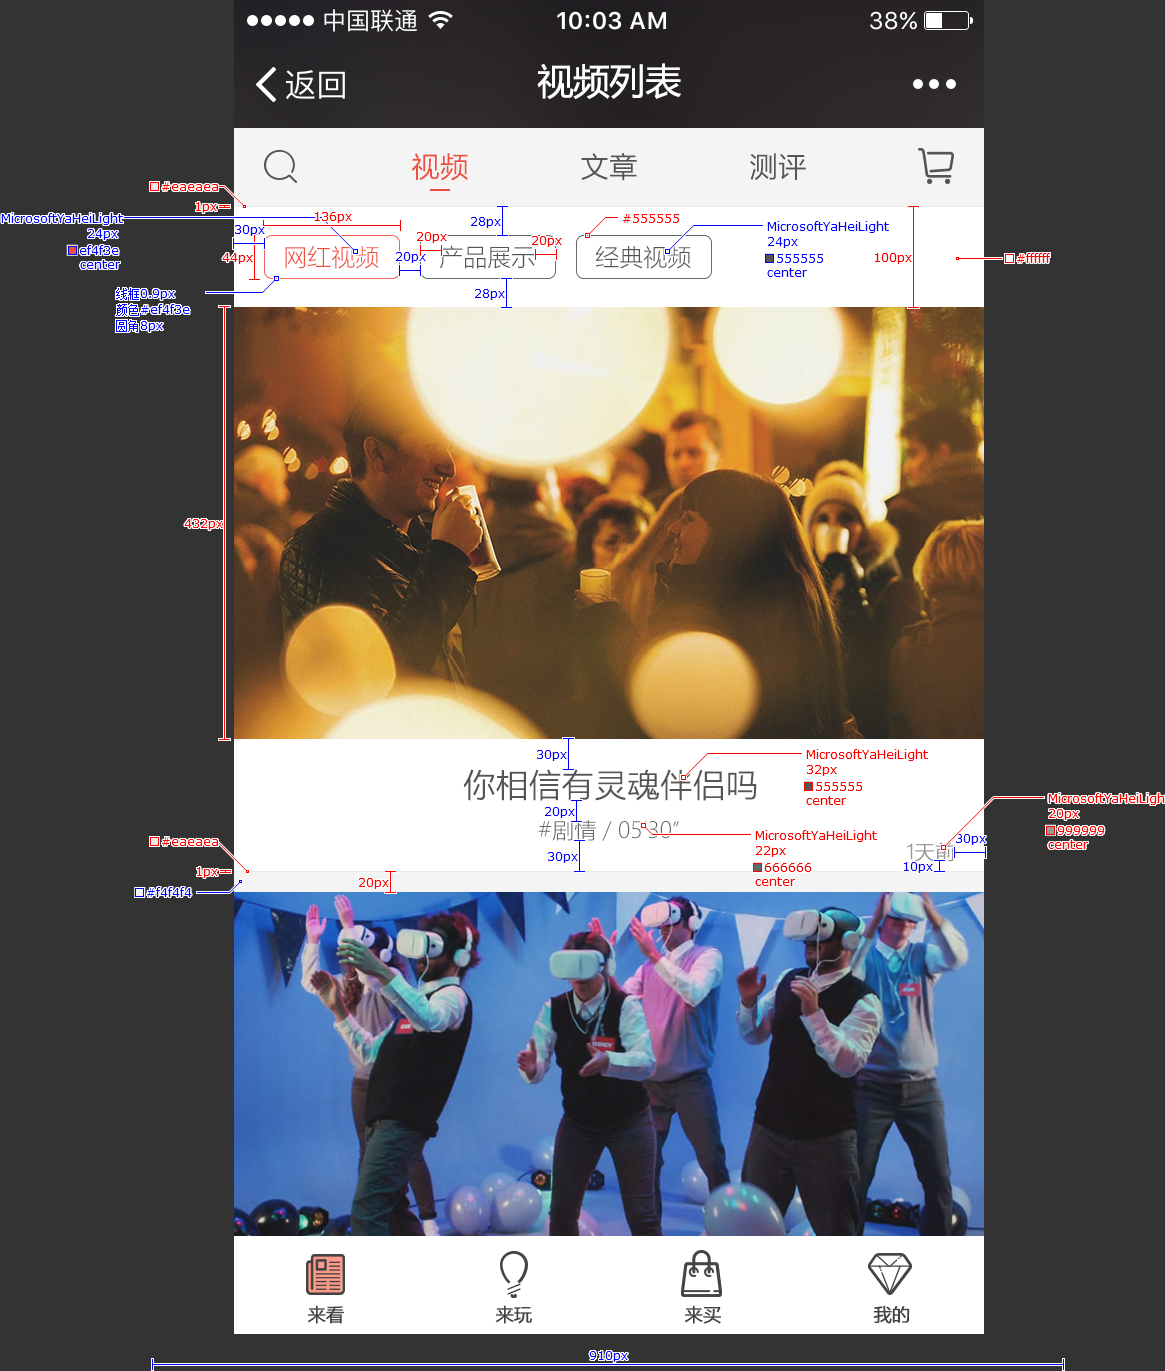 中国联通 10:03 AM 38%
返回 视频列表
视频 文章 测评
#eaeaea
1px
MicrosoftYaHeiLight
24px
ef4f3e
center
136px
30px
44px
28px
#555555
MicrosoftYaHeiLight
24px
555555
center
100px
#ffffff
20px
20px
20px
网红视频 产品展示 经典视频
28px
线框0.9px
颜色#ef4f3e
圆角8px
432px
30px
MicrosoftYaHeiLight
32px
555555
center
你相信有灵魂伴侣吗
20px
#剧情 / 05'30”
MicrosoftYaHeiLight
22px
666666
center
30px
MicrosoftYaHeiLight
20px
999999
center
30px
1天前
10px
#eaeaea
1px
#f4f4f4
20px
来看 来玩 来买 我的
910px